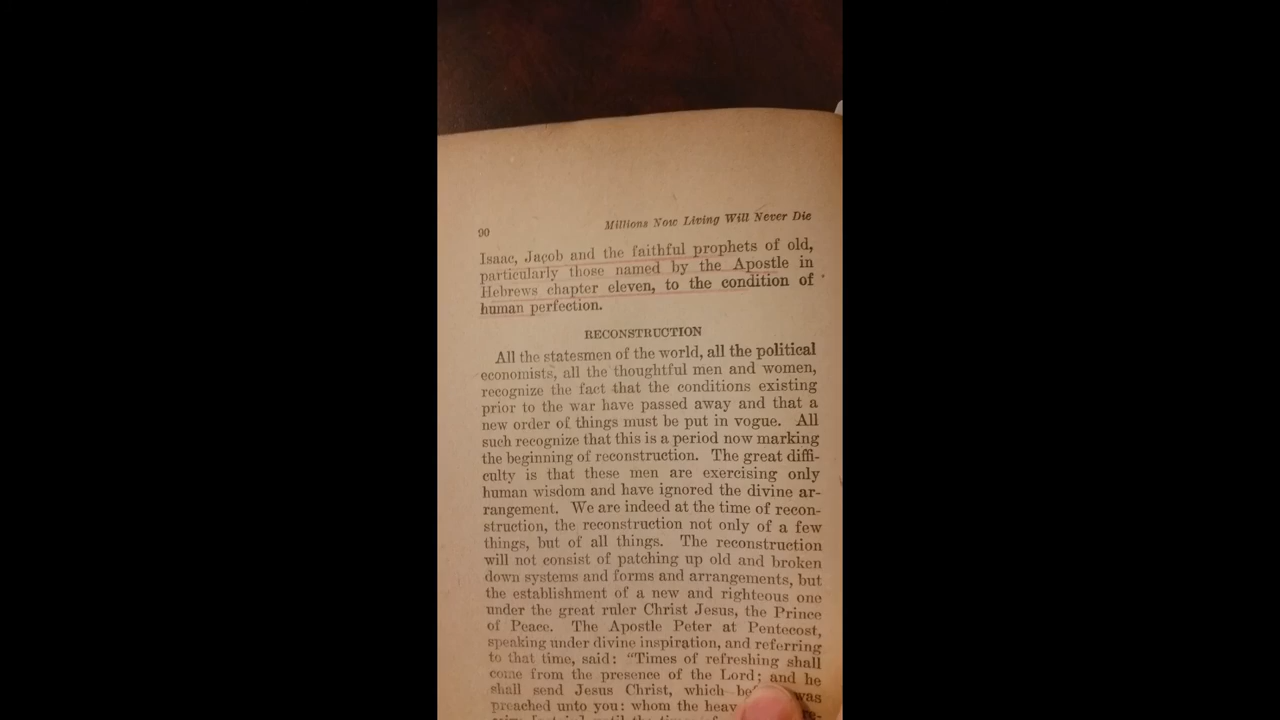 90
Millions Now Living Will Never Die
Isaac, Jacob and the faithful prophets of old,
particularly those named by the Apostle in
Hebrews chapter eleven, to the condition of
human perfection.
RECONSTRUCTION
All the statesmen of the world, all the political
economists, all the thoughtful men and women,
recognize the fact that the conditions existing
prior to the war have passed away and that a
new order of things must be put in vogue. All
such recognize that this is a period now marking
the beginning of reconstruction. The great diffi-
culty is that these men are exercising only
human wisdom and have ignored the divine ar-
rangement. We are indeed at the time of recon-
struction, the reconstruction not only of a few
things, but of all things. The reconstruction
will not consist of patching up old and broken
down systems and forms and arrangements, but
the establishment of a new and righteous one
under the great ruler Christ Jesus, the Prince
of Peace. The Apostle Peter at Pentecost,
speaking under divine inspiration, and referring
to that time, said: "Times of refreshing shall
come from the presence of the Lord; and he
shall send Jesus Christ, which was
preached unto you: whom the